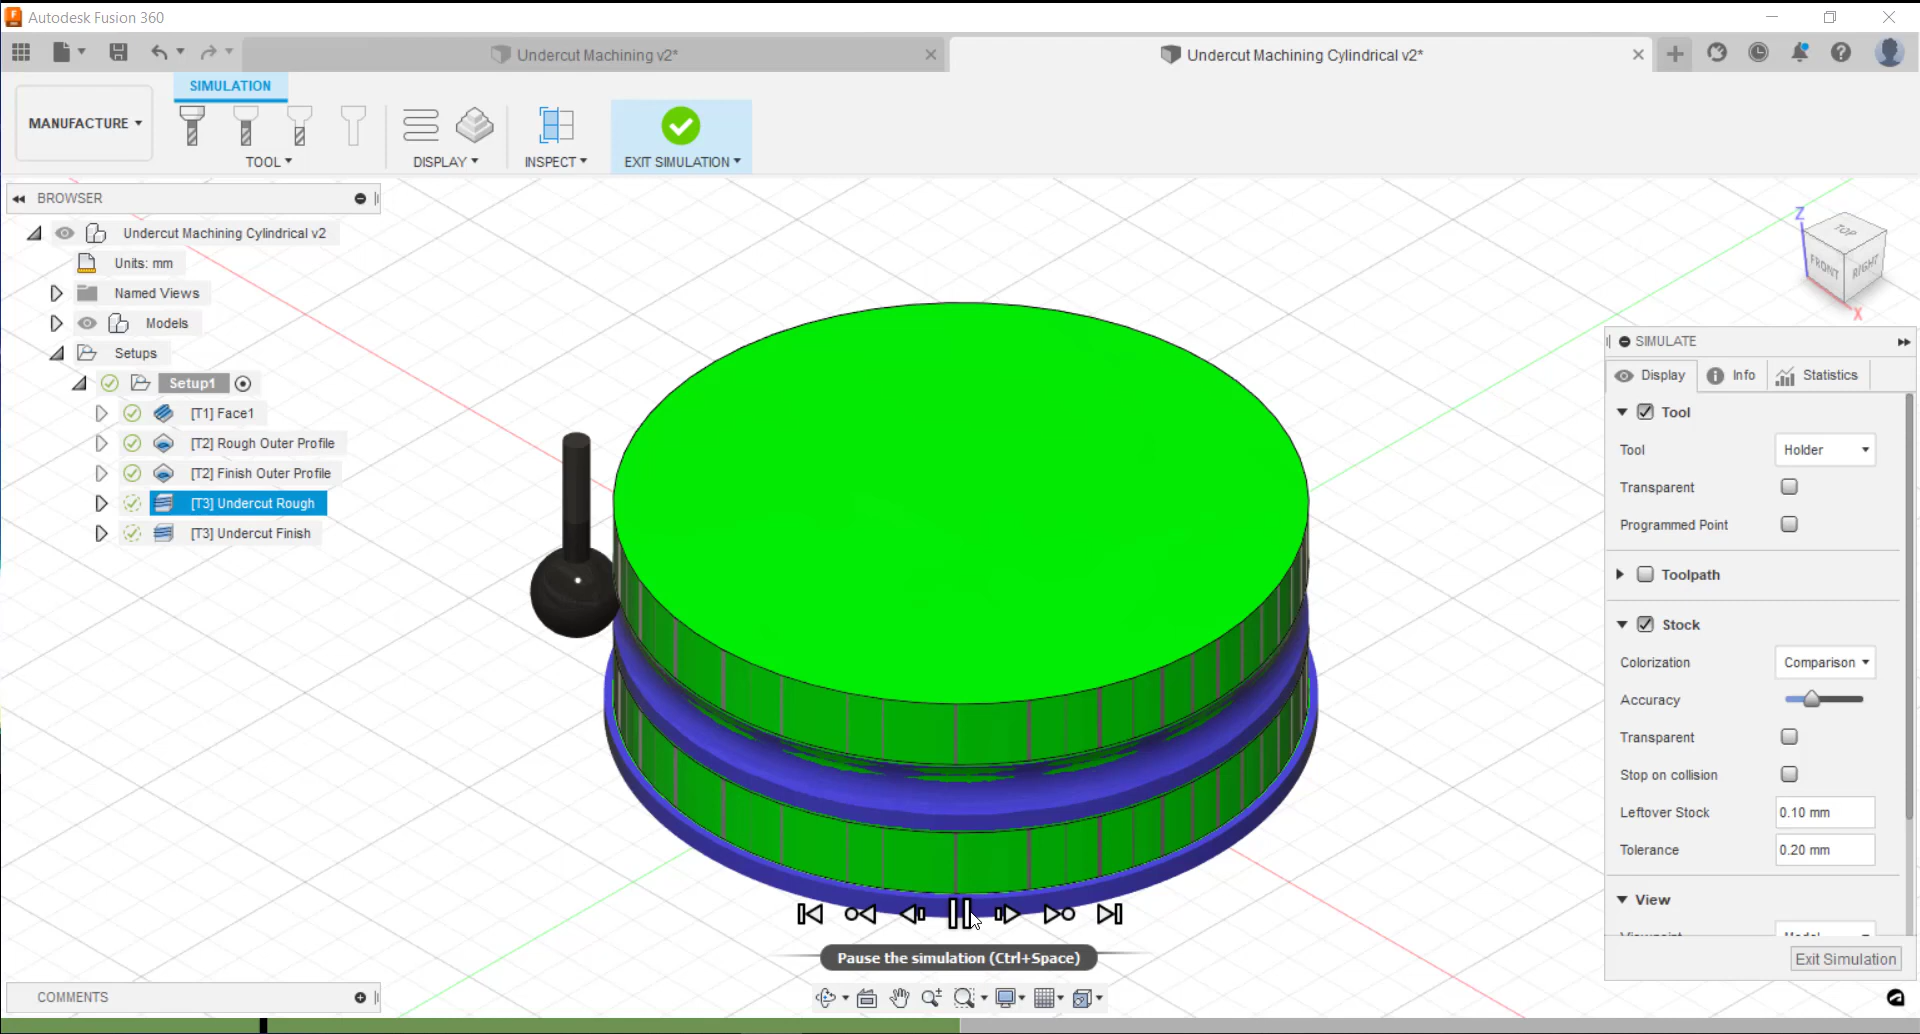 Autodesk Fusion 360
Undercut Machining v2*
Undercut Machining Cylindrical v2*
SIMULATION
MANUFACTURE
TOOL
DISPLAY
INSPECT
EXIT SIMULATION
BROWSER
Undercut Machining Cylindrical v2
Units: mm
Named Views
Models
Setups
Setup1
[T1] Face1
[T2] Rough Outer Profile
[T2] Finish Outer Profile
[T3] Undercut Rough
[T3] Undercut Finish
Z
TOP
FRONT
RIGHT
X
SIMULATE
Display
Info
Statistics
Tool
Tool
Holder
Transparent
Programmed Point
Toolpath
Stock
Colorization
Comparison
Accuracy
Transparent
Stop on collision
Leftover Stock
0.10 mm
Tolerance
0.20 mm
View
Exit Simulation
Pause the simulation (Ctrl+Space)
COMMENTS